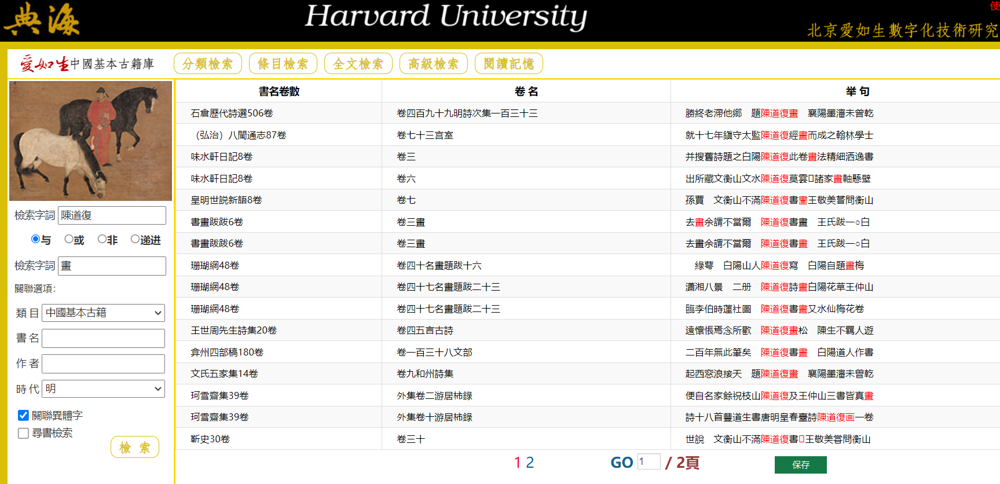 典海
Harvard University
使
北京愛如生數字化技術研究
愛如生中國基本古籍庫
分類檢索 條目檢索 全文檢索 高級檢索 閱讀記憶
檢索字詞 陳道復
与 或 非 递进
檢索字詞 畫
關聯選項:
類 目 中國基本古籍
書 名
作 者
時 代 明
關聯異體字
尋書檢索
檢 索
書名卷數 卷 名 举 句
石倉歷代詩選506卷 卷四百九十九明詩次集一百三十三 勝終老滯他鄉 題陳道復畫 襄陽墨瀋未曾乾
（弘治）八閩通志87卷 卷七十三宫室 就十七年鎮守太監陳道復經畫而成之翰林學士
味水軒日記8卷 卷三 并搜舊詩題之白陽陳道復此卷畫法精細洒逸書
味水軒日記8卷 卷六 出所藏文衡山文水陳道復莫雲諸家畫軸懸壁
皇明世説新語8卷 卷七 孫賈 文衡山不滿陳道復書畫王敬美嘗問衡山
書畫跋跋6卷 卷三畫 去畫余謂不當爾 陳道復書畫 王氏跋一○白
書畫跋跋6卷 卷三畫 去畫余謂不當爾 陳道復書畫 王氏跋一○白
珊瑚網48卷 卷四十名畫題跋十六 綠萼 白陽山人陳道復寫 白陽自題畫梅
珊瑚網48卷 卷四十七名畫題跋二十三 瀟湘八景 二册 陳道復詩畫白陽花草王仲山
珊瑚網48卷 卷四十七名畫題跋二十三 臨李伯時蓮社圖 陳道復書畫又水仙梅花卷
王世周先生詩集20卷 卷四五言古詩 遠懷悵焉念所歡 陳道復畫松 陳生不羈人遊
弇州四部稿180卷 卷一百三十八文部 二百年無此筆矣 陳道復書畫 白陽道人作書
文氏五家集14卷 卷九和州詩集 起西窓浪接天 題陳道復畫 襄陽墨瀋未曾乾
珂雪齋集39卷 外集卷二游居柿錄 便自名家餘祝枝山陳道復及王仲山三書皆真畫
珂雪齋集39卷 外集卷十游居柿錄 詩十八首豐道生書唐明皇春臺詩陳道復画一卷
靳史30卷 卷三十 世說 文衡山不滿陳道復書王敬美嘗問衡山
1 2 GO 1 / 2頁 保存